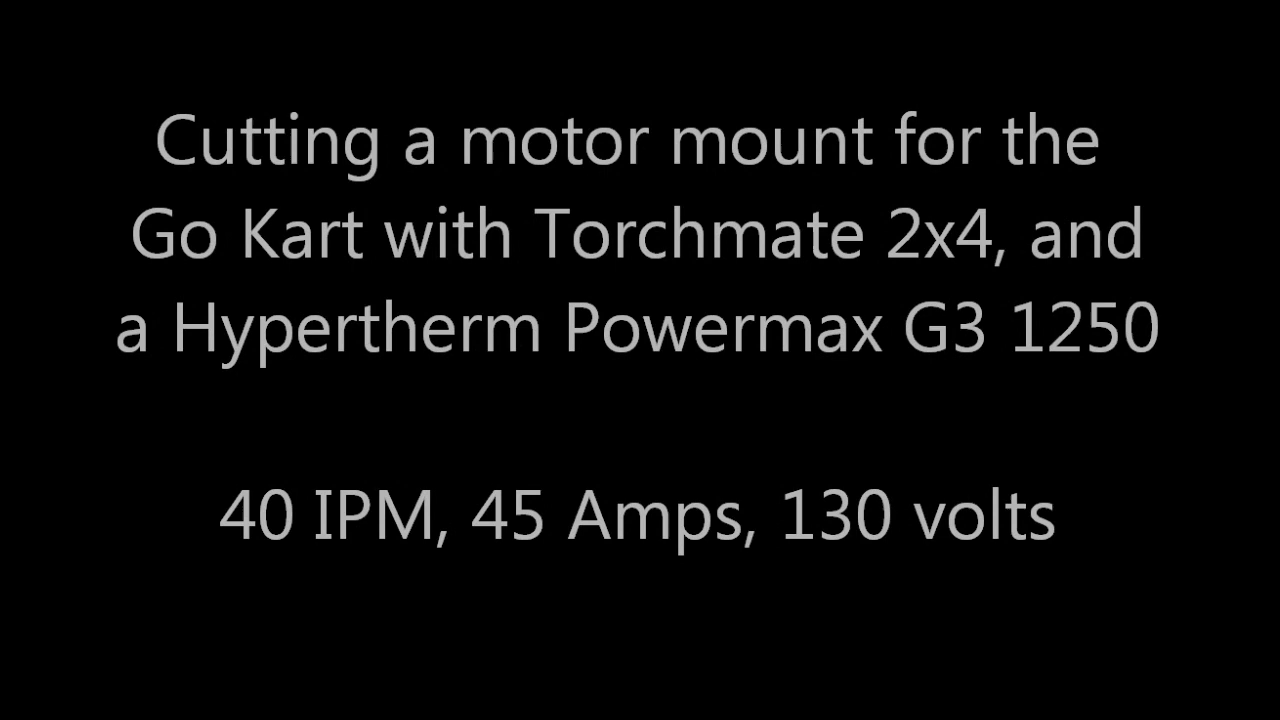 Cutting a motor mount for the
Go Kart with Torchmate 2x4, and
a Hypertherm Powermax G3 1250
40 IPM, 45 Amps, 130 volts